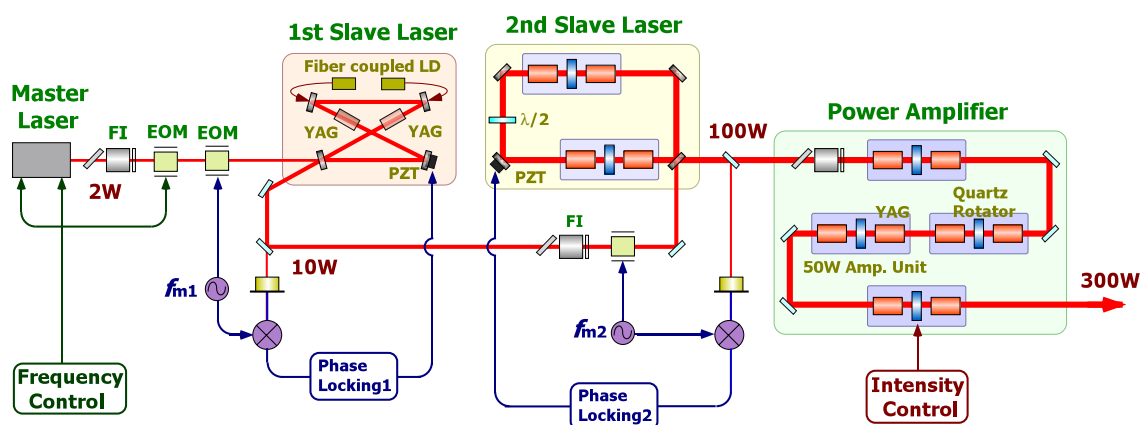 1st Slave Laser
2nd Slave Laser
Fiber coupled LD
Master
Laser
FI
EOM
EOM
YAG
YAG
PZT
2W
λ/2
PZT
100W
Power Amplifier
YAG
Quartz
Rotator
50W Amp. Unit
300W
10W
FI
fm1
fm2
Phase
Locking1
Phase
Locking2
Frequency
Control
Intensity
Control